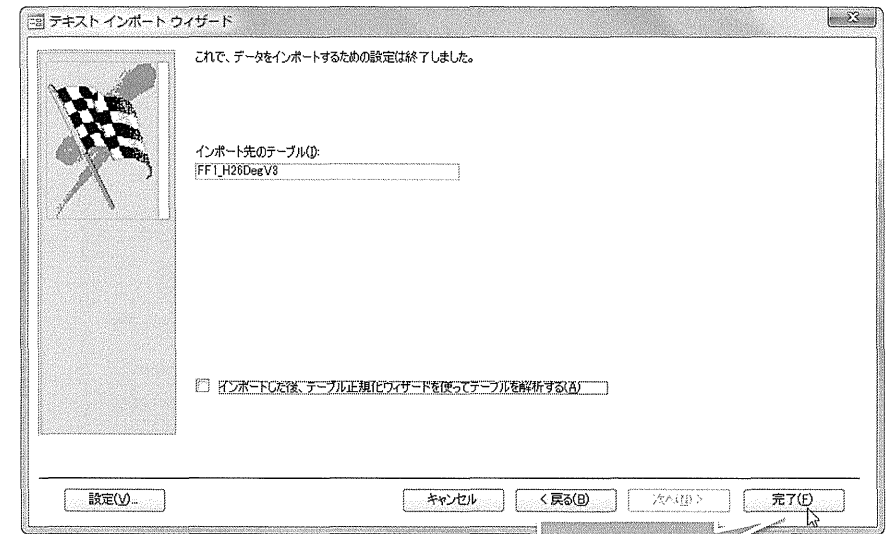 テキスト インポート ウィザード
これで、データをインポートするための設定は終了しました。
インポート先のテーブル(I):
FF1_H26DegV3
インポートした後、テーブル正規化ウィザードを使ってテーブルを解析する(A)
設定(V)...
キャンセル
< 戻る(B)
次へ(N) >
完了(F)